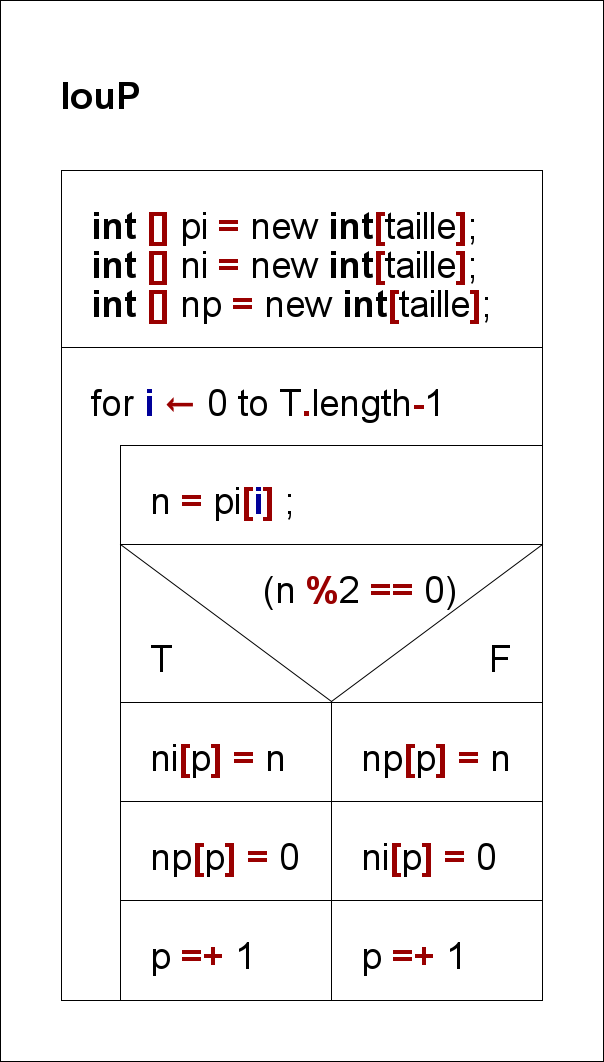 louP
int [] pi = new int[taille];
int [] ni = new int[taille];
int [] np = new int[taille];
for i ← 0 to T.length-1
n = pi[i] ;
(n %2 == 0)
T F
ni[p] = n np[p] = n
np[p] = 0 ni[p] = 0
p =+ 1 p =+ 1